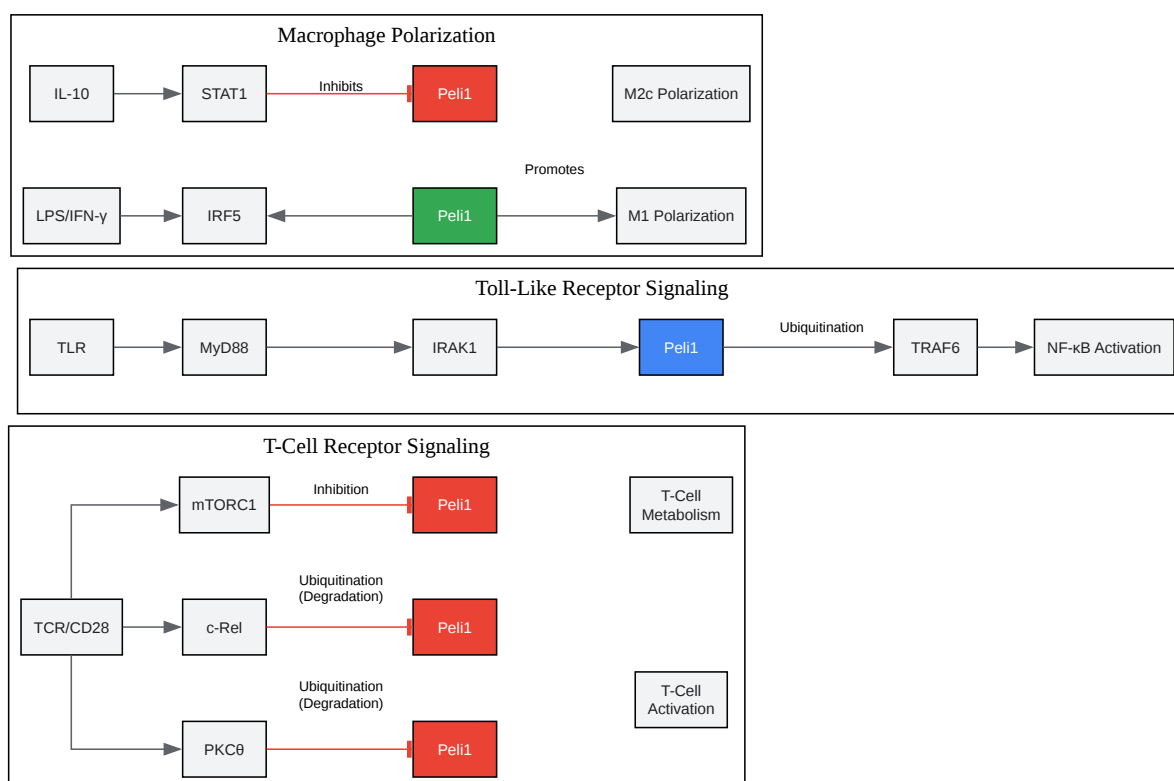 Macrophage Polarization
IL-10
STAT1
Inhibits
Peli1
M2c Polarization
Promotes
LPS/IFN-γ
IRF5
Peli1
M1 Polarization
Toll-Like Receptor Signaling
TLR
MyD88
IRAK1
Peli1
Ubiquitination
TRAF6
NF-κB Activation
T-Cell Receptor Signaling
mTORC1
Inhibition
Peli1
T-Cell
Metabolism
Ubiquitination
(Degradation)
TCR/CD28
c-Rel
Peli1
Ubiquitination
(Degradation)
T-Cell
Activation
PKCθ
Peli1